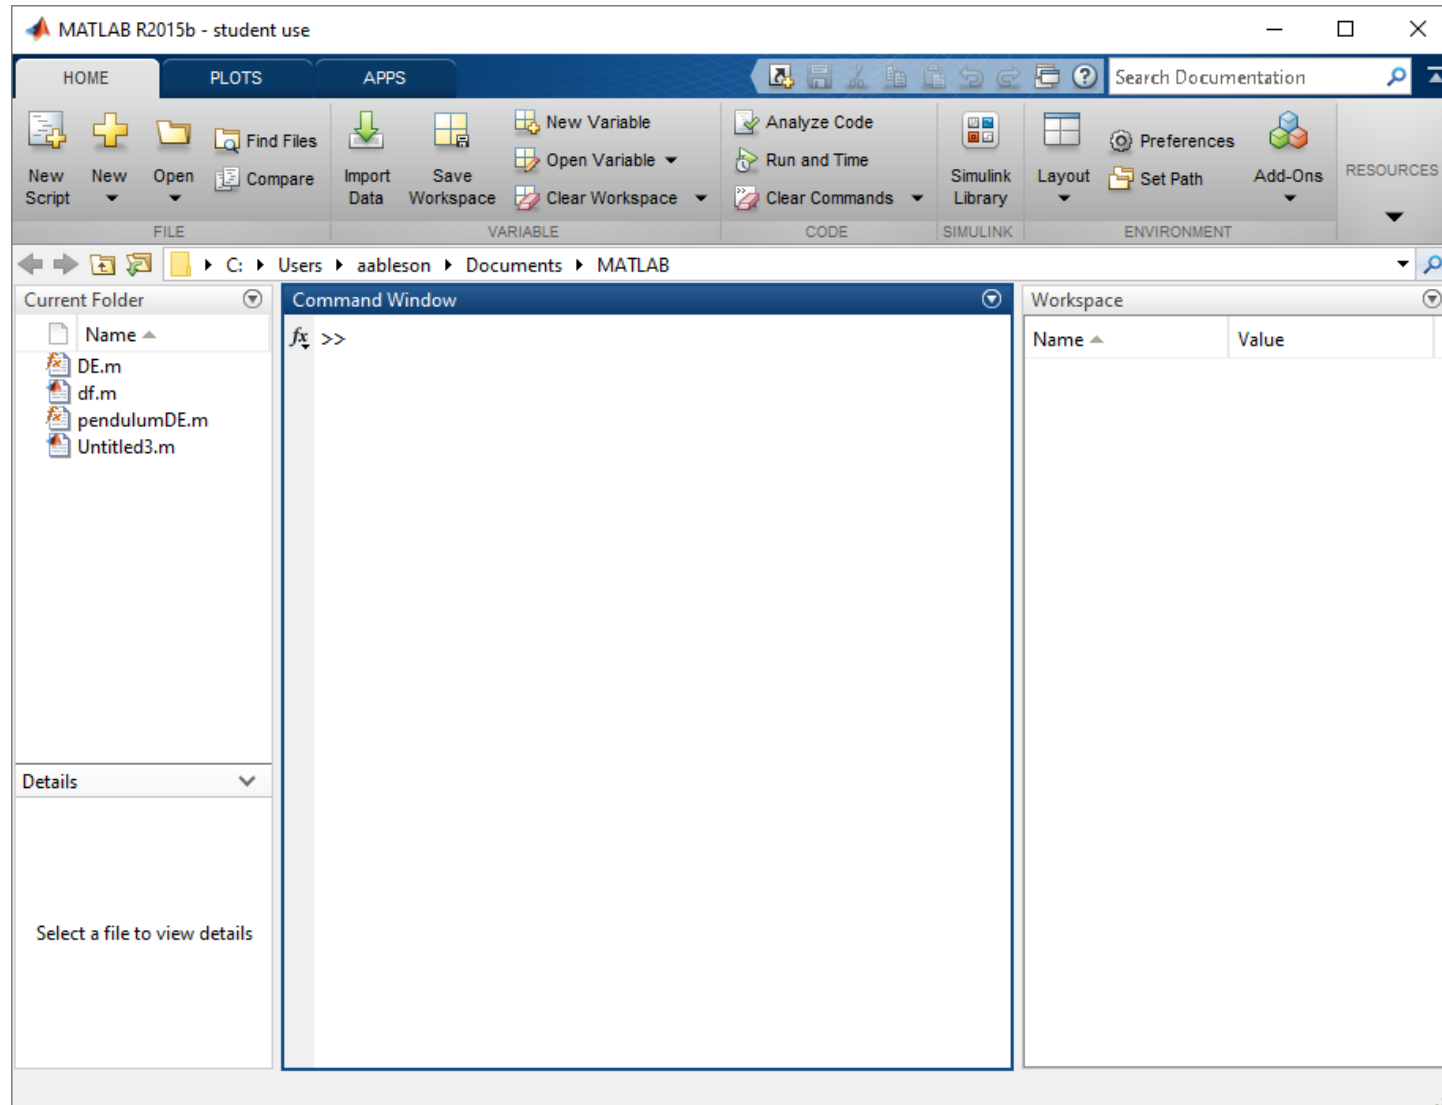 MATLAB R2015b - student use
HOME PLOTS APPS Search Documentation
New Script New Open Find Files Compare
Import Data Save Workspace New Variable Open Variable Clear Workspace
Analyze Code Run and Time Clear Commands
Simulink Library
Layout Preferences Set Path Add-Ons
RESOURCES
FILE VARIABLE CODE SIMULINK ENVIRONMENT
C: Users aableson Documents MATLAB
Current Folder
Name
DE.m
df.m
pendulumDE.m
Untitled3.m
Details
Select a file to view details
Command Window
fx >>
Workspace
Name Value